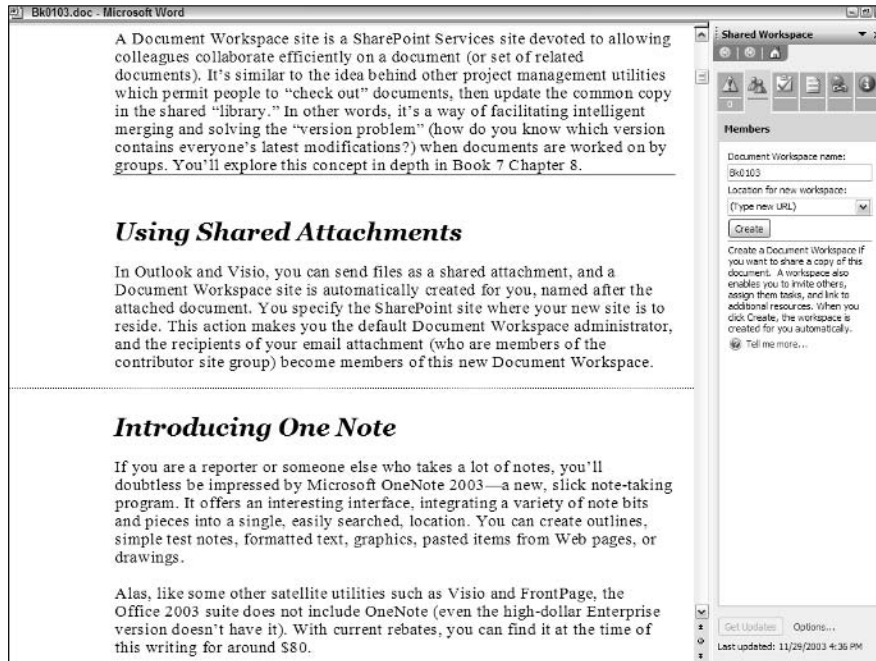 Bk0103.doc - Microsoft Word
A Document Workspace site is a SharePoint Services site devoted to allowing
colleagues collaborate efficiently on a document (or set of related
documents). It's similar to the idea behind other project management utilities
which permit people to “check out” documents, then update the common copy
in the shared “library.” In other words, it's a way of facilitating intelligent
merging and solving the “version problem” (how do you know which version
contains everyone's latest modifications?) when documents are worked on by
groups. You'll explore this concept in depth in Book 7 Chapter 8.
Using Shared Attachments
In Outlook and Visio, you can send files as a shared attachment, and a
Document Workspace site is automatically created for you, named after the
attached document. You specify the SharePoint site where your new site is to
reside. This action makes you the default Document Workspace administrator,
and the recipients of your email attachment (who are members of the
contributor site group) become members of this new Document Workspace.
Introducing One Note
If you are a reporter or someone else who takes a lot of notes, you'll
doubtless be impressed by Microsoft OneNote 2003—a new, slick note-taking
program. It offers an interesting interface, integrating a variety of note bits
and pieces into a single, easily searched, location. You can create outlines,
simple test notes, formatted text, graphics, pasted items from Web pages, or
drawings.
Alas, like some other satellite utilities such as Visio and FrontPage, the
Office 2003 suite does not include OneNote (even the high-dollar Enterprise
version doesn't have it). With current rebates, you can find it at the time of
this writing for around $80.
Shared Workspace
0
Members
Document Workspace name:
Bk0103
Location for new workspace:
(Type new URL)
Create
Create a Document Workspace if
you want to share a copy of this
document. A workspace also
enables you to invite others,
assign them tasks, and link to
additional resources. When you
click Create, the workspace is
created for you automatically.
Tell me more...
Get Updates Options...
Last updated: 11/29/2003 4:36 PM